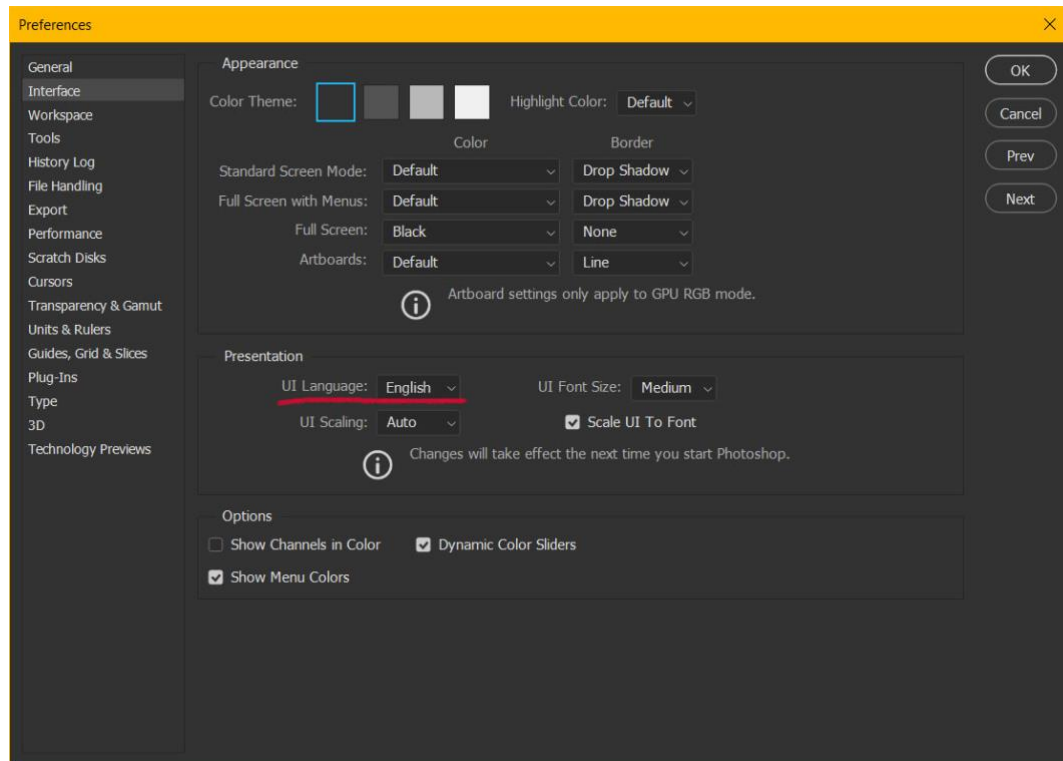 Preferences
General
Interface
Workspace
Tools
History Log
File Handling
Export
Performance
Scratch Disks
Cursors
Transparency & Gamut
Units & Rulers
Guides, Grid & Slices
Plug-Ins
Type
3D
Technology Previews
Appearance
Color Theme: Highlight Color: Default
Color Border
Standard Screen Mode: Default Drop Shadow
Full Screen with Menus: Default Drop Shadow
Full Screen: Black None
Artboards: Default Line
Artboard settings only apply to GPU RGB mode.
Presentation
UI Language: English UI Font Size: Medium
UI Scaling: Auto Scale UI To Font
Changes will take effect the next time you start Photoshop.
Options
Show Channels in Color Dynamic Color Sliders
Show Menu Colors
OK
Cancel
Prev
Next